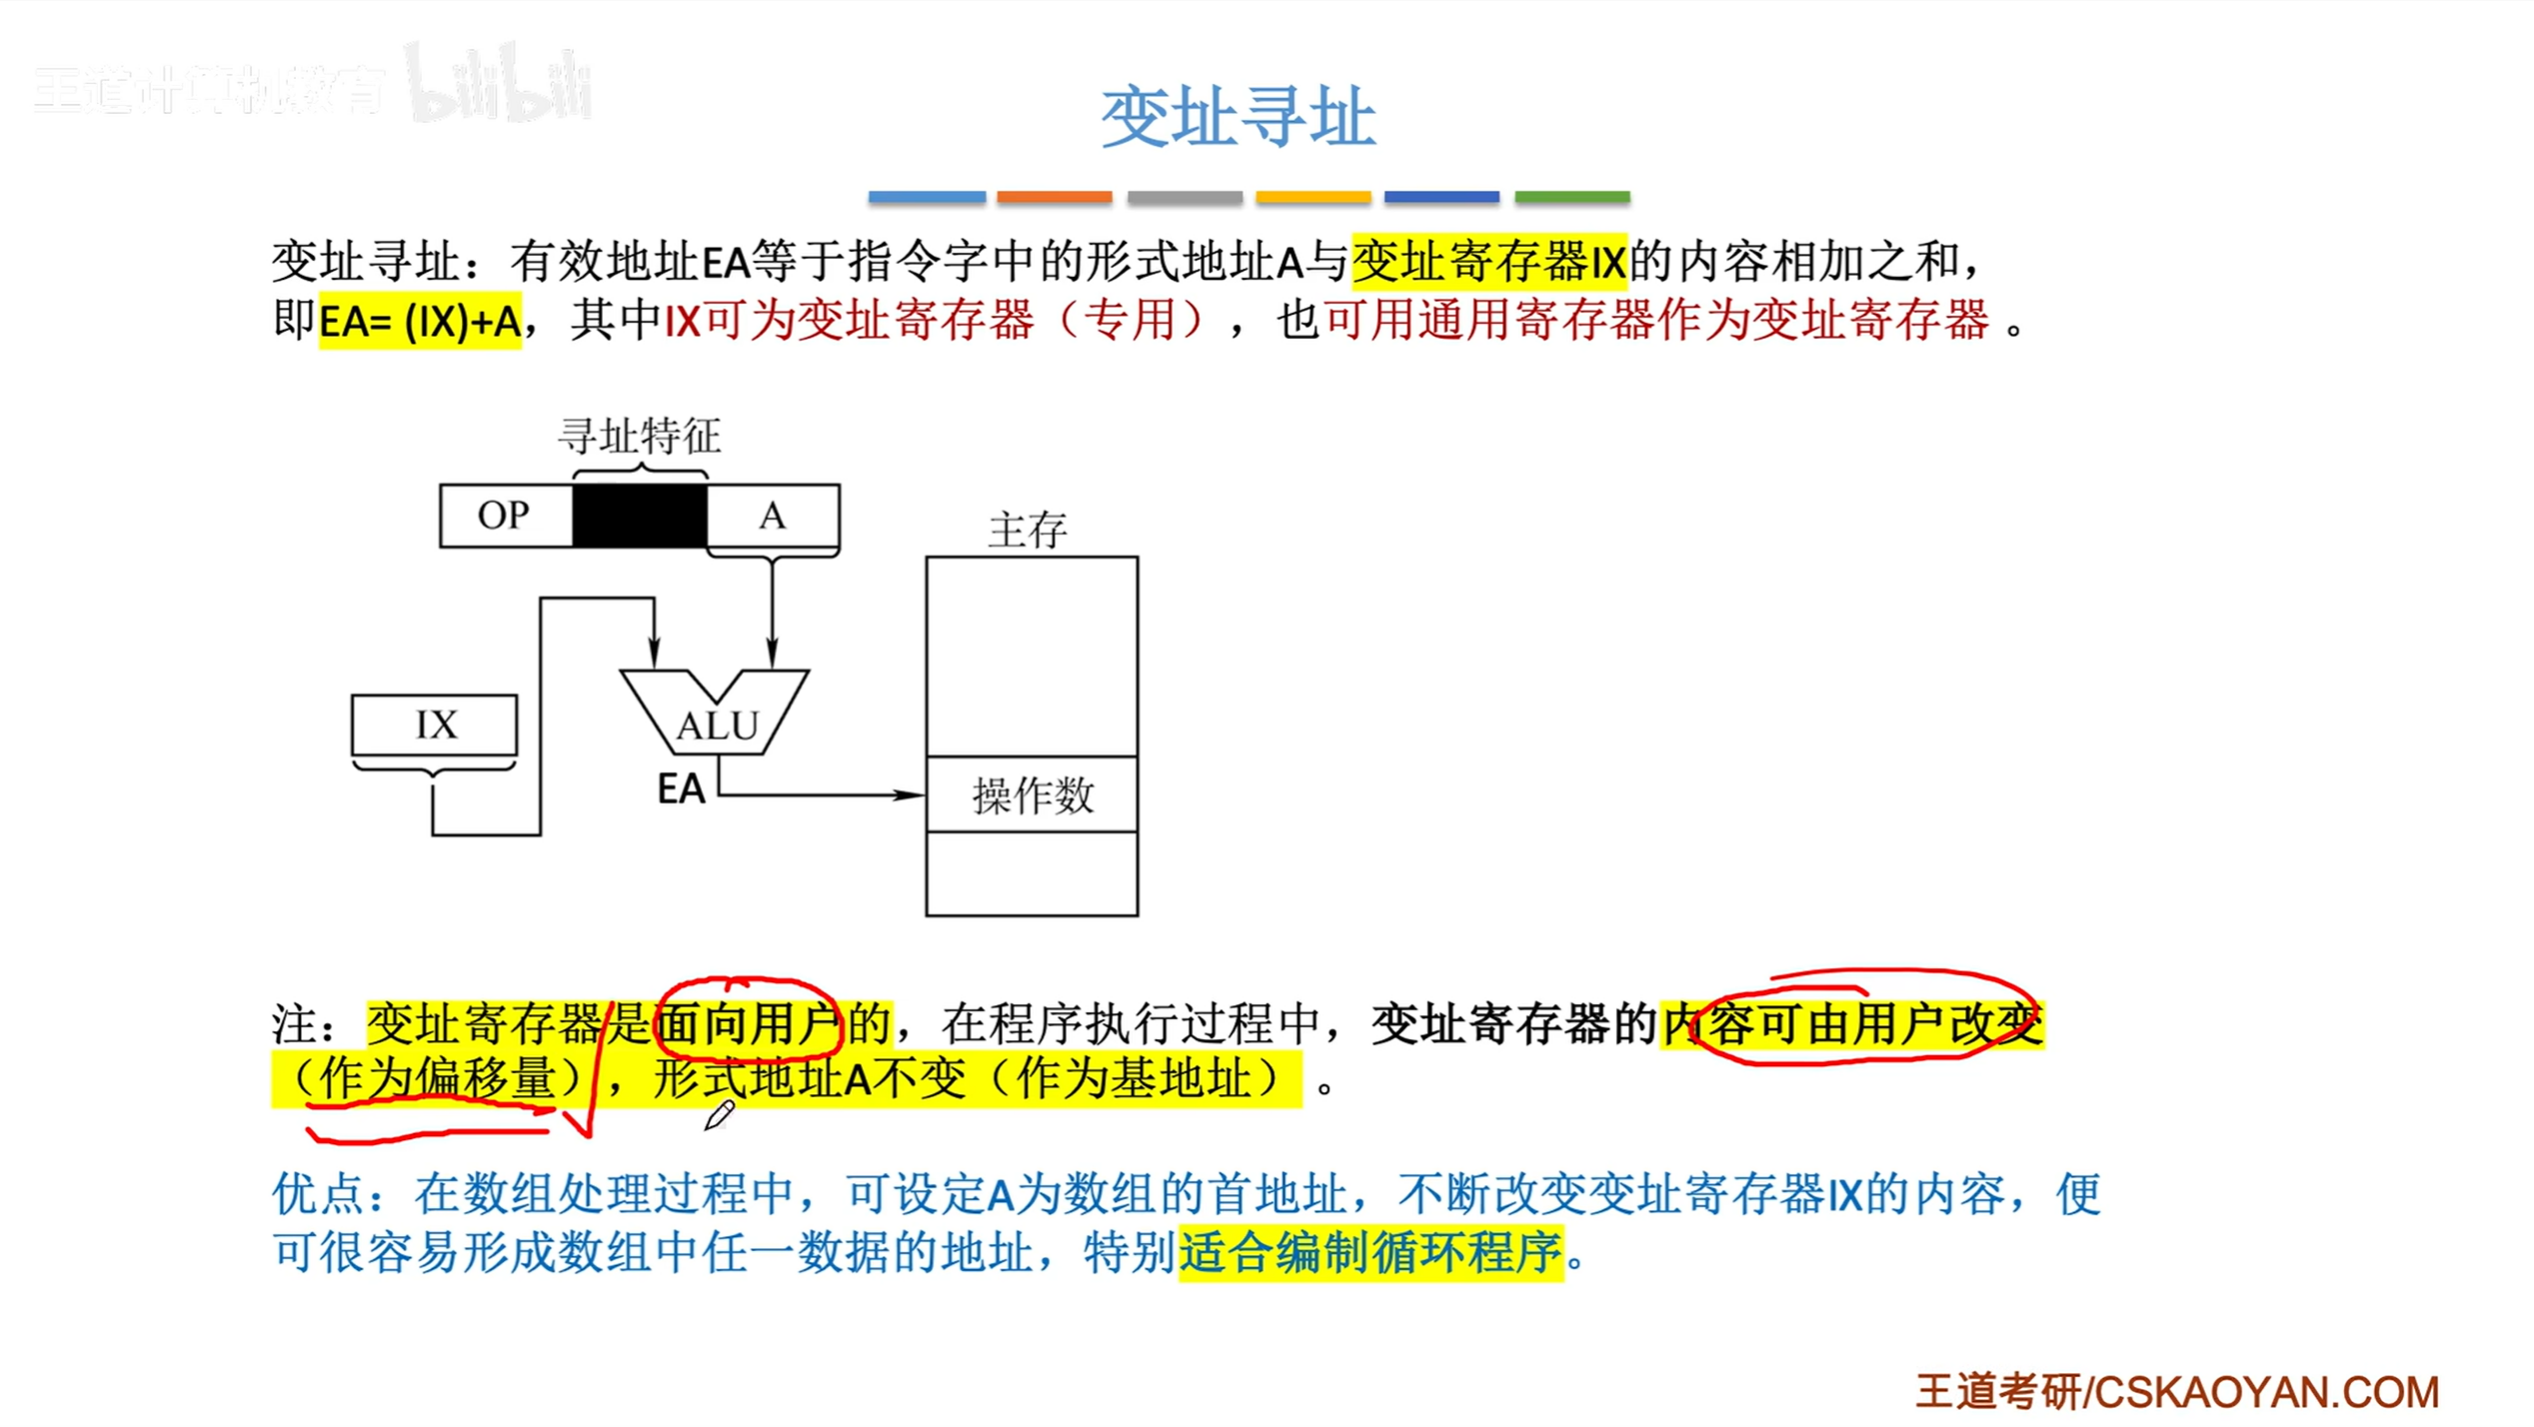 王道计算机教育 bilibili
变址寻址
变址寻址：有效地址EA等于指令字中的形式地址A与变址寄存器IX的内容相加之和，
即EA= (IX)+A，其中IX可为变址寄存器（专用），也可用通用寄存器作为变址寄存器 。
寻址特征
OP
A
主存
IX
ALU
EA
操作数
注：变址寄存器是面向用户的，在程序执行过程中，变址寄存器的内容可由用户改变
（作为偏移量），形式地址A不变（作为基地址） 。
优点：在数组处理过程中，可设定A为数组的首地址，不断改变变址寄存器IX的内容，便
可很容易形成数组中任一数据的地址，特别适合编制循环程序。
王道考研/CSKAOYAN.COM